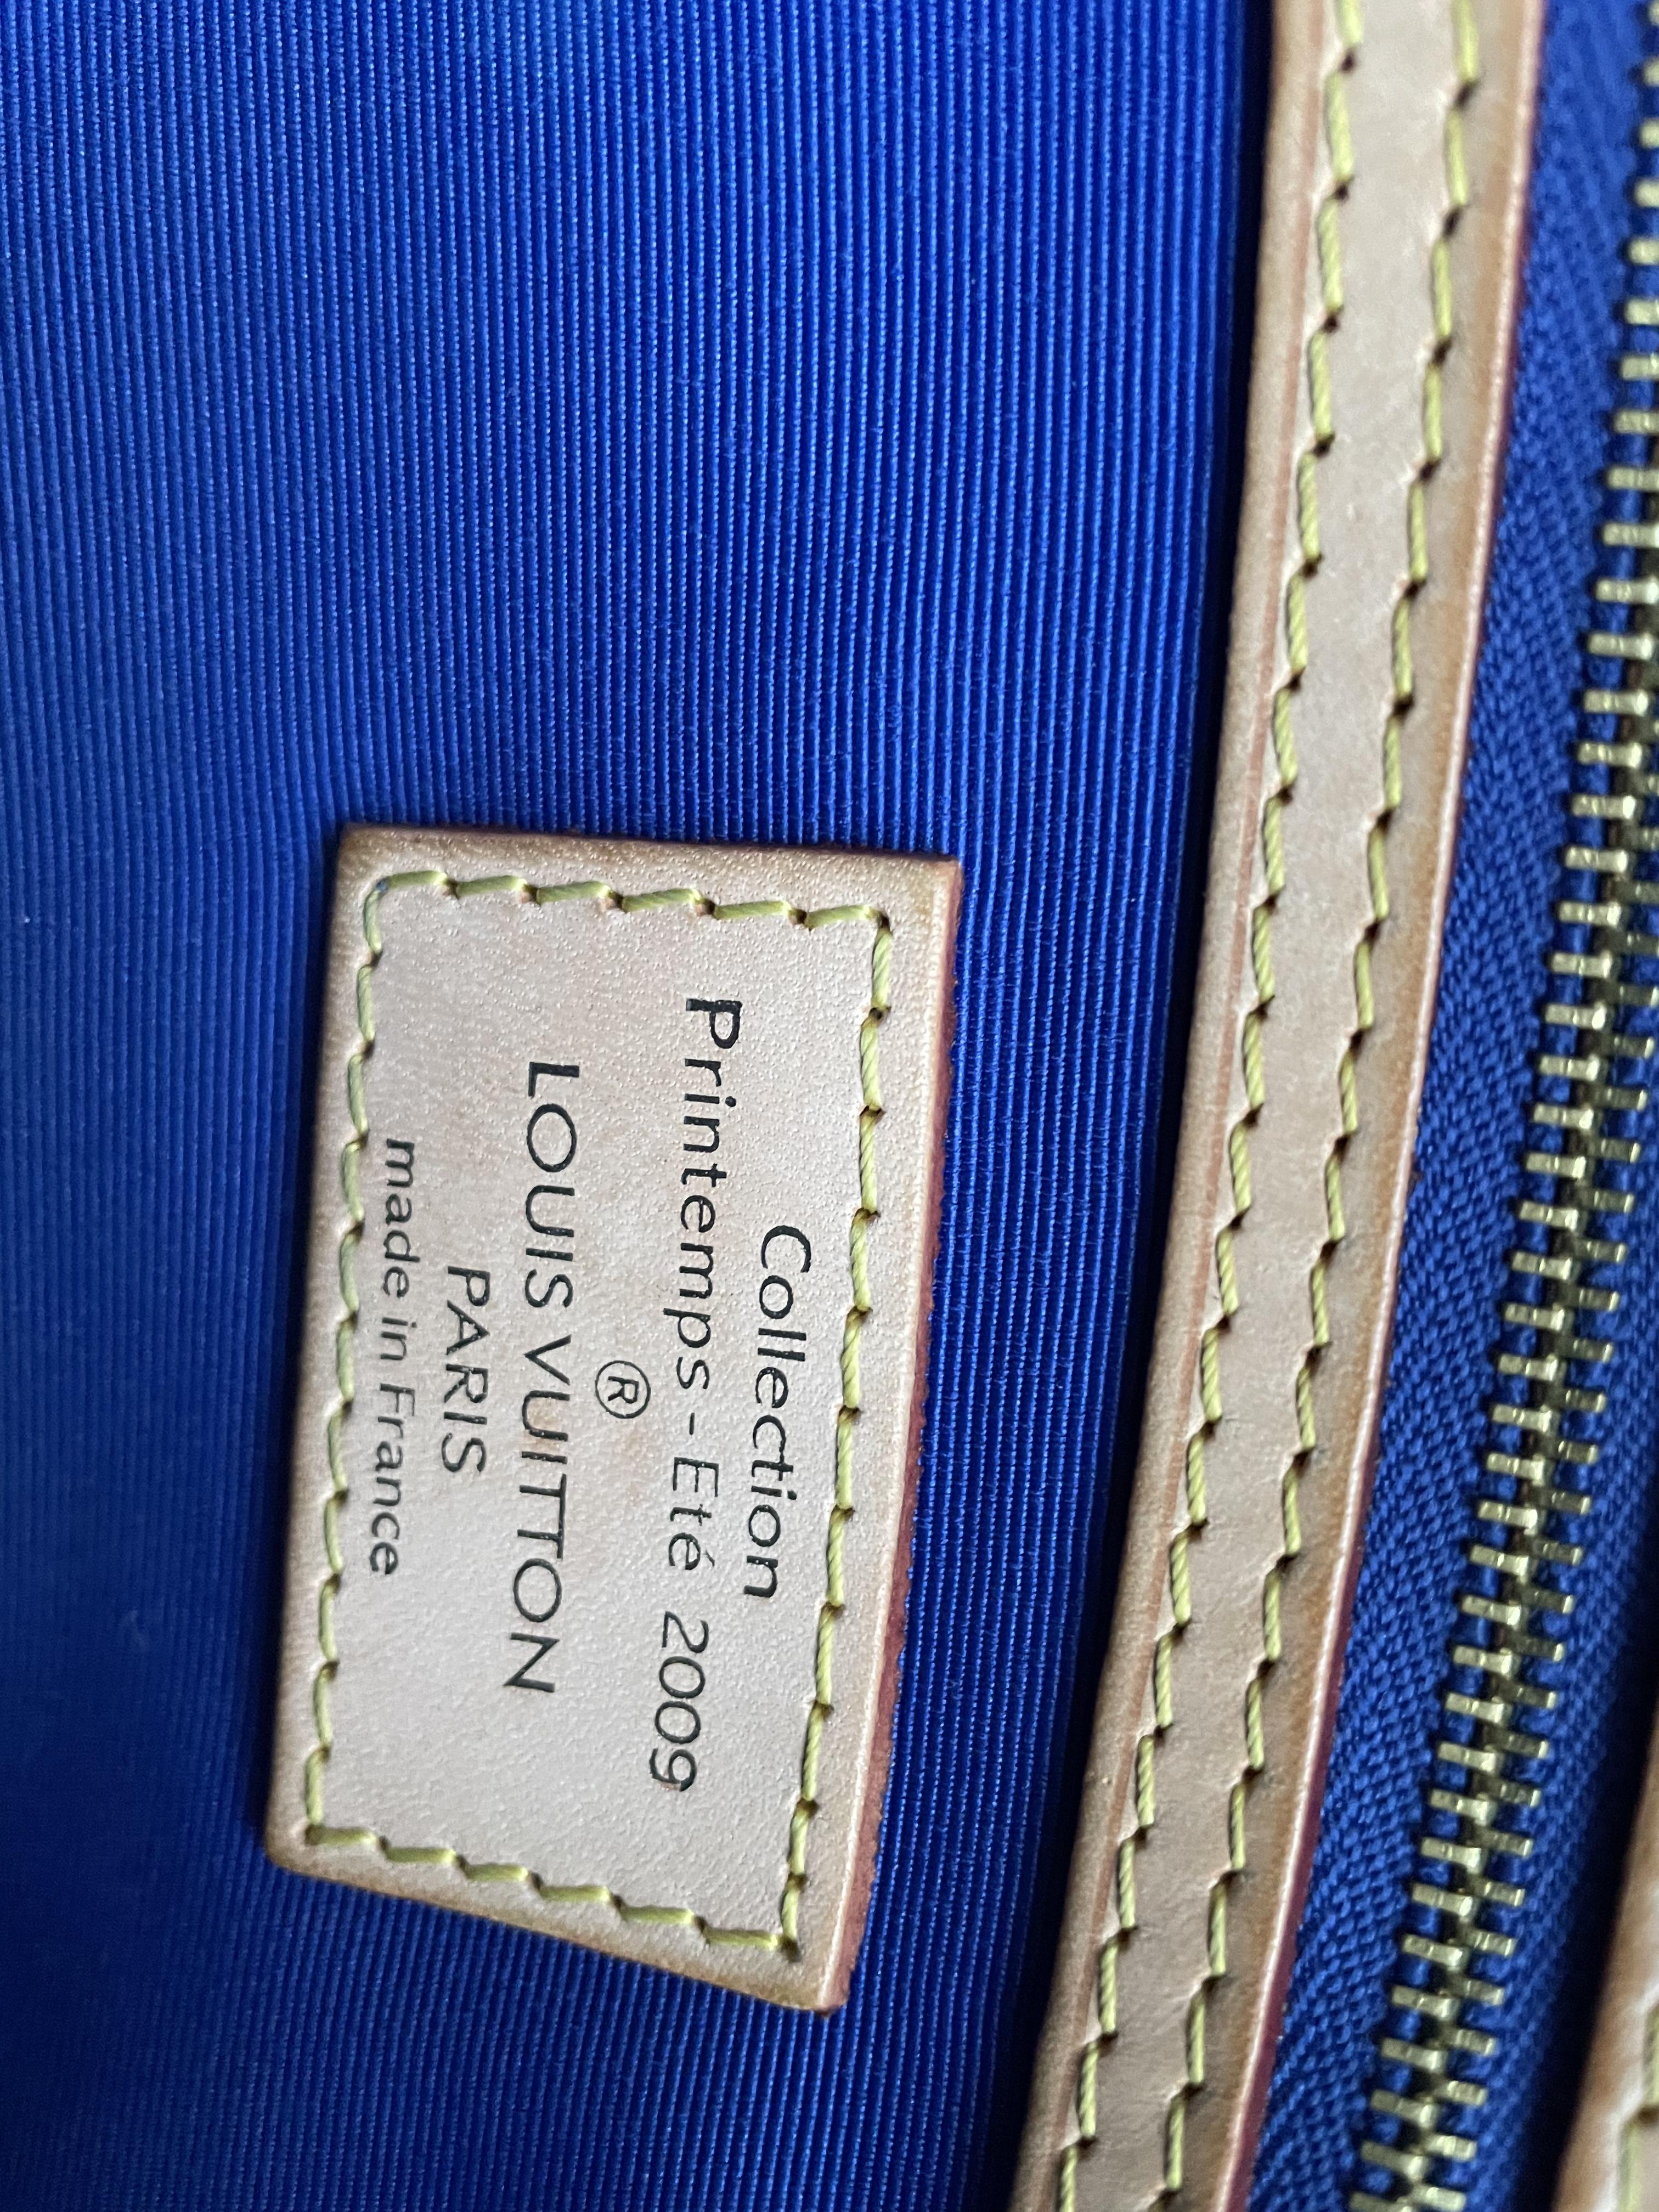 Collection
Printemps - Eté 2009
®
LOUIS VUITTON
PARIS
made in France